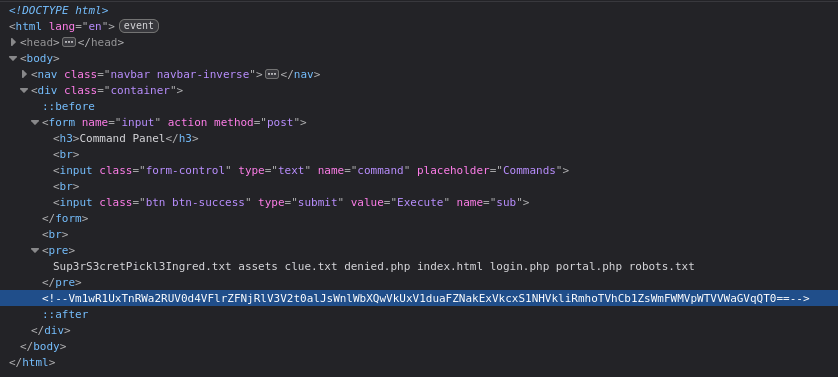 <!DOCTYPE html>
<html lang="en"> event
<head> ••• </head>
<body>
<nav class="navbar navbar-inverse"> ••• </nav>
<div class="container">
::before
<form name="input" action method="post">
<h3>Command Panel</h3>
<br>
<input class="form-control" type="text" name="command" placeholder="Commands">
<br>
<input class="btn btn-success" type="submit" value="Execute" name="sub">
</form>
<br>
<pre>
Sup3rS3cretPickl3Ingred.txt assets clue.txt denied.php index.html login.php portal.php robots.txt
</pre>
<!--Vm1wR1UxTnRWa2RUV0d4VFlrZFNjRlV3V2t0alJsWnlWbXQwVkUxV1duaFZNakExVkcxS1NHVkliRmhoTVhCb1ZsWmFWMVpWTVVWaGVqQT0==-->
::after
</div>
</body>
</html>